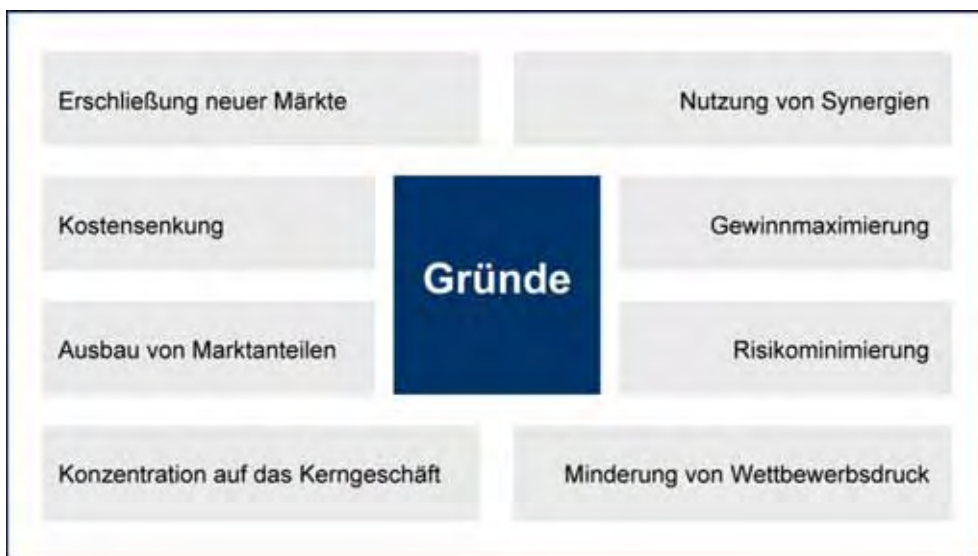 Erschließung neuer Märkte
Nutzung von Synergien
Kostensenkung
Gewinnmaximierung
Gründe
Ausbau von Marktanteilen
Risikominimierung
Konzentration auf das Kerngeschäft
Minderung von Wettbewerbsdruck